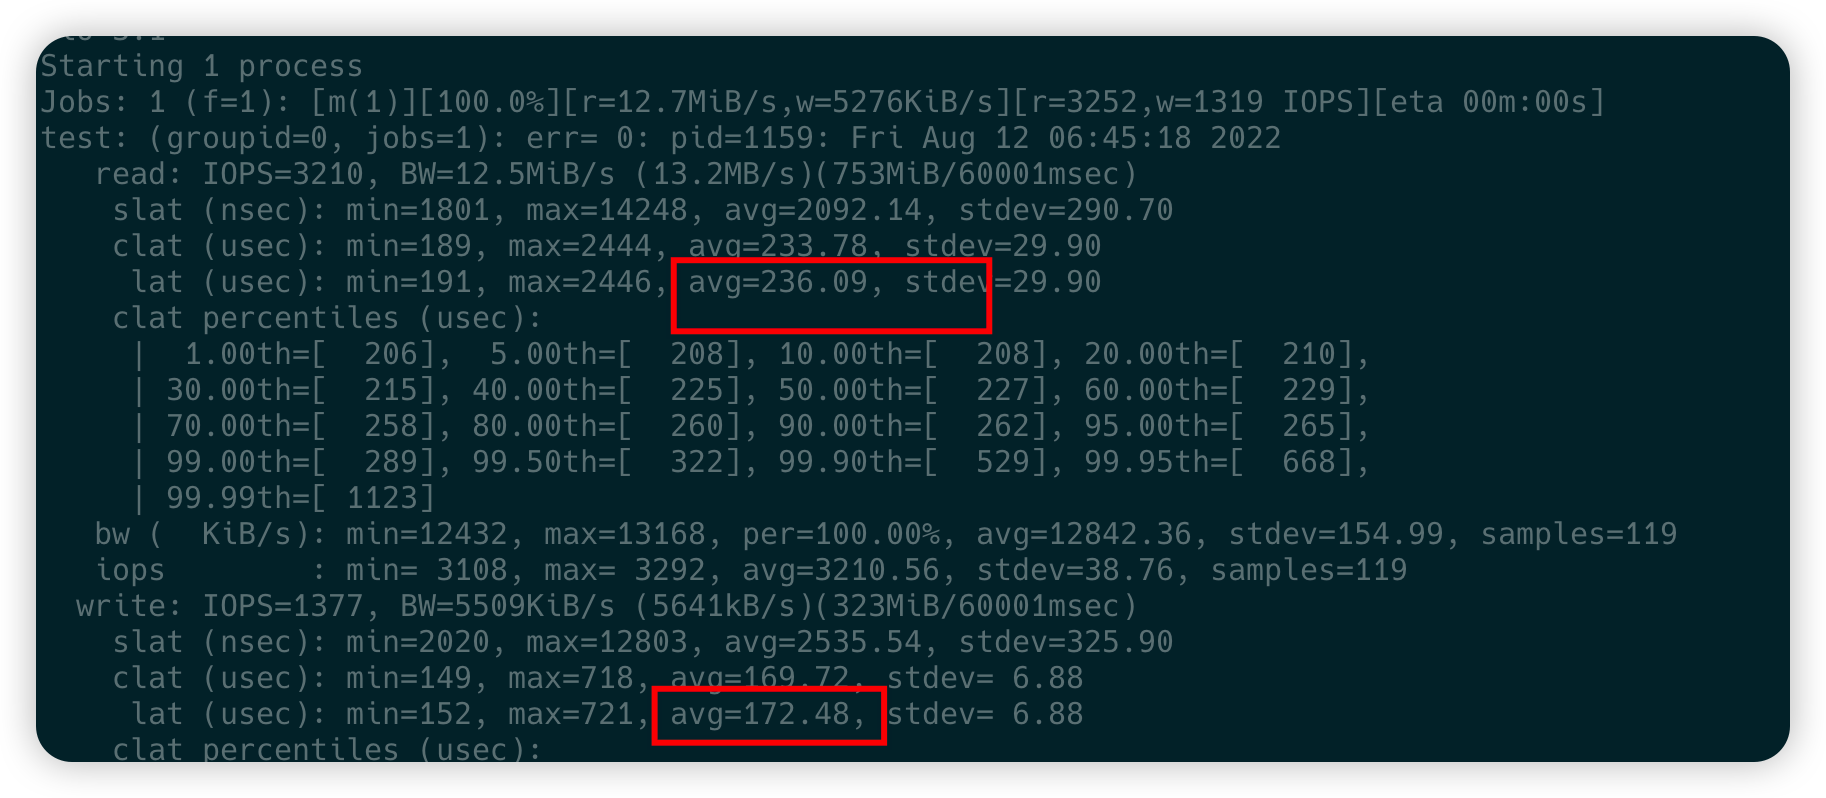 Starting 1 process
Jobs: 1 (f=1): [m(1)][100.0%][r=12.7MiB/s,w=5276KiB/s][r=3252,w=1319 IOPS][eta 00m:00s]
test: (groupid=0, jobs=1): err= 0: pid=1159: Fri Aug 12 06:45:18 2022
   read: IOPS=3210, BW=12.5MiB/s (13.2MB/s)(753MiB/60001msec)
    slat (nsec): min=1801, max=14248, avg=2092.14, stdev=290.70
    clat (usec): min=189, max=2444, avg=233.78, stdev=29.90
     lat (usec): min=191, max=2446, avg=236.09, stdev=29.90
    clat percentiles (usec):
     |  1.00th=[  206],  5.00th=[  208], 10.00th=[  208], 20.00th=[  210],
     | 30.00th=[  215], 40.00th=[  225], 50.00th=[  227], 60.00th=[  229],
     | 70.00th=[  258], 80.00th=[  260], 90.00th=[  262], 95.00th=[  265],
     | 99.00th=[  289], 99.50th=[  322], 99.90th=[  529], 99.95th=[  668],
     | 99.99th=[ 1123]
   bw (  KiB/s): min=12432, max=13168, per=100.00%, avg=12842.36, stdev=154.99, samples=119
   iops        : min= 3108, max= 3292, avg=3210.56, stdev=38.76, samples=119
  write: IOPS=1377, BW=5509KiB/s (5641kB/s)(323MiB/60001msec)
    slat (nsec): min=2020, max=12803, avg=2535.54, stdev=325.90
    clat (usec): min=149, max=718, avg=169.72, stdev= 6.88
     lat (usec): min=152, max=721, avg=172.48, stdev= 6.88
    clat percentiles (usec):